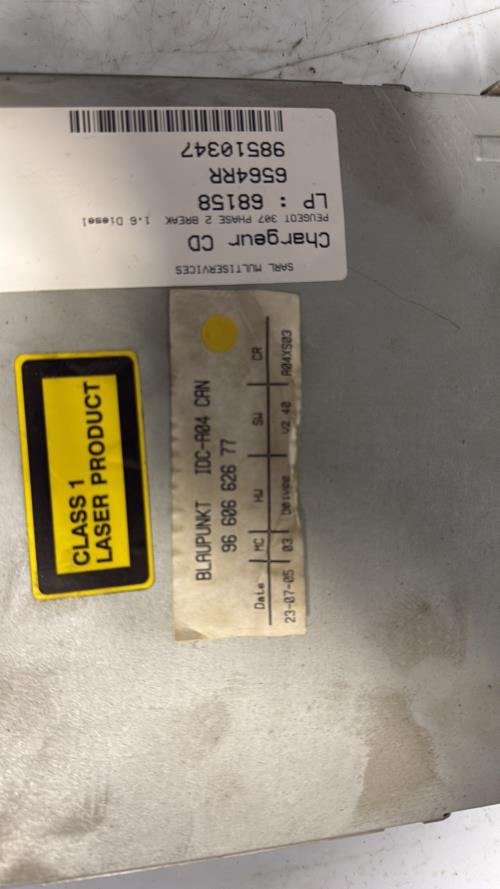 SARL MULTISERVICES
Chargeur CD
PEUGEOT 307 PHASE 2 BREAK 1.6 Diesel
LP : 68158
6564RR
98510347
CLASS 1
LASER PRODUCT
BLAUPUNKT IDC-A04 CAN
96 606 626 77
Date MC HW SW CR
23-07-05 03 V2.40 A04XS03